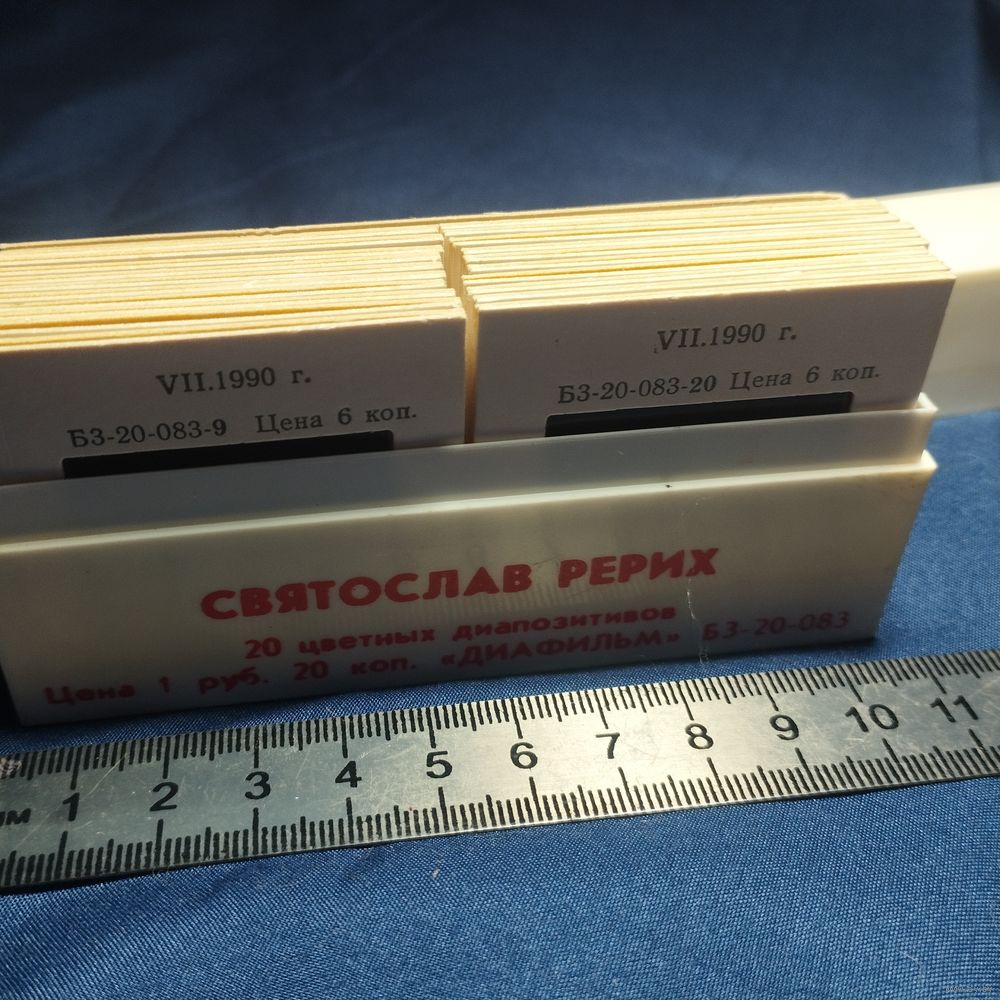 VII.1990 г.
БЗ-20-083-9 Цена 6 коп.
VII.1990 г.
БЗ-20-083-20 Цена 6 коп.
СВЯТОСЛАВ РЕРИХ
20 цветных диапозитивов
Цена 1 руб. 20 коп. «ДИАФИЛЬМ» БЗ-20-083
1 2 3 4 5 6 7 8 9 10 11